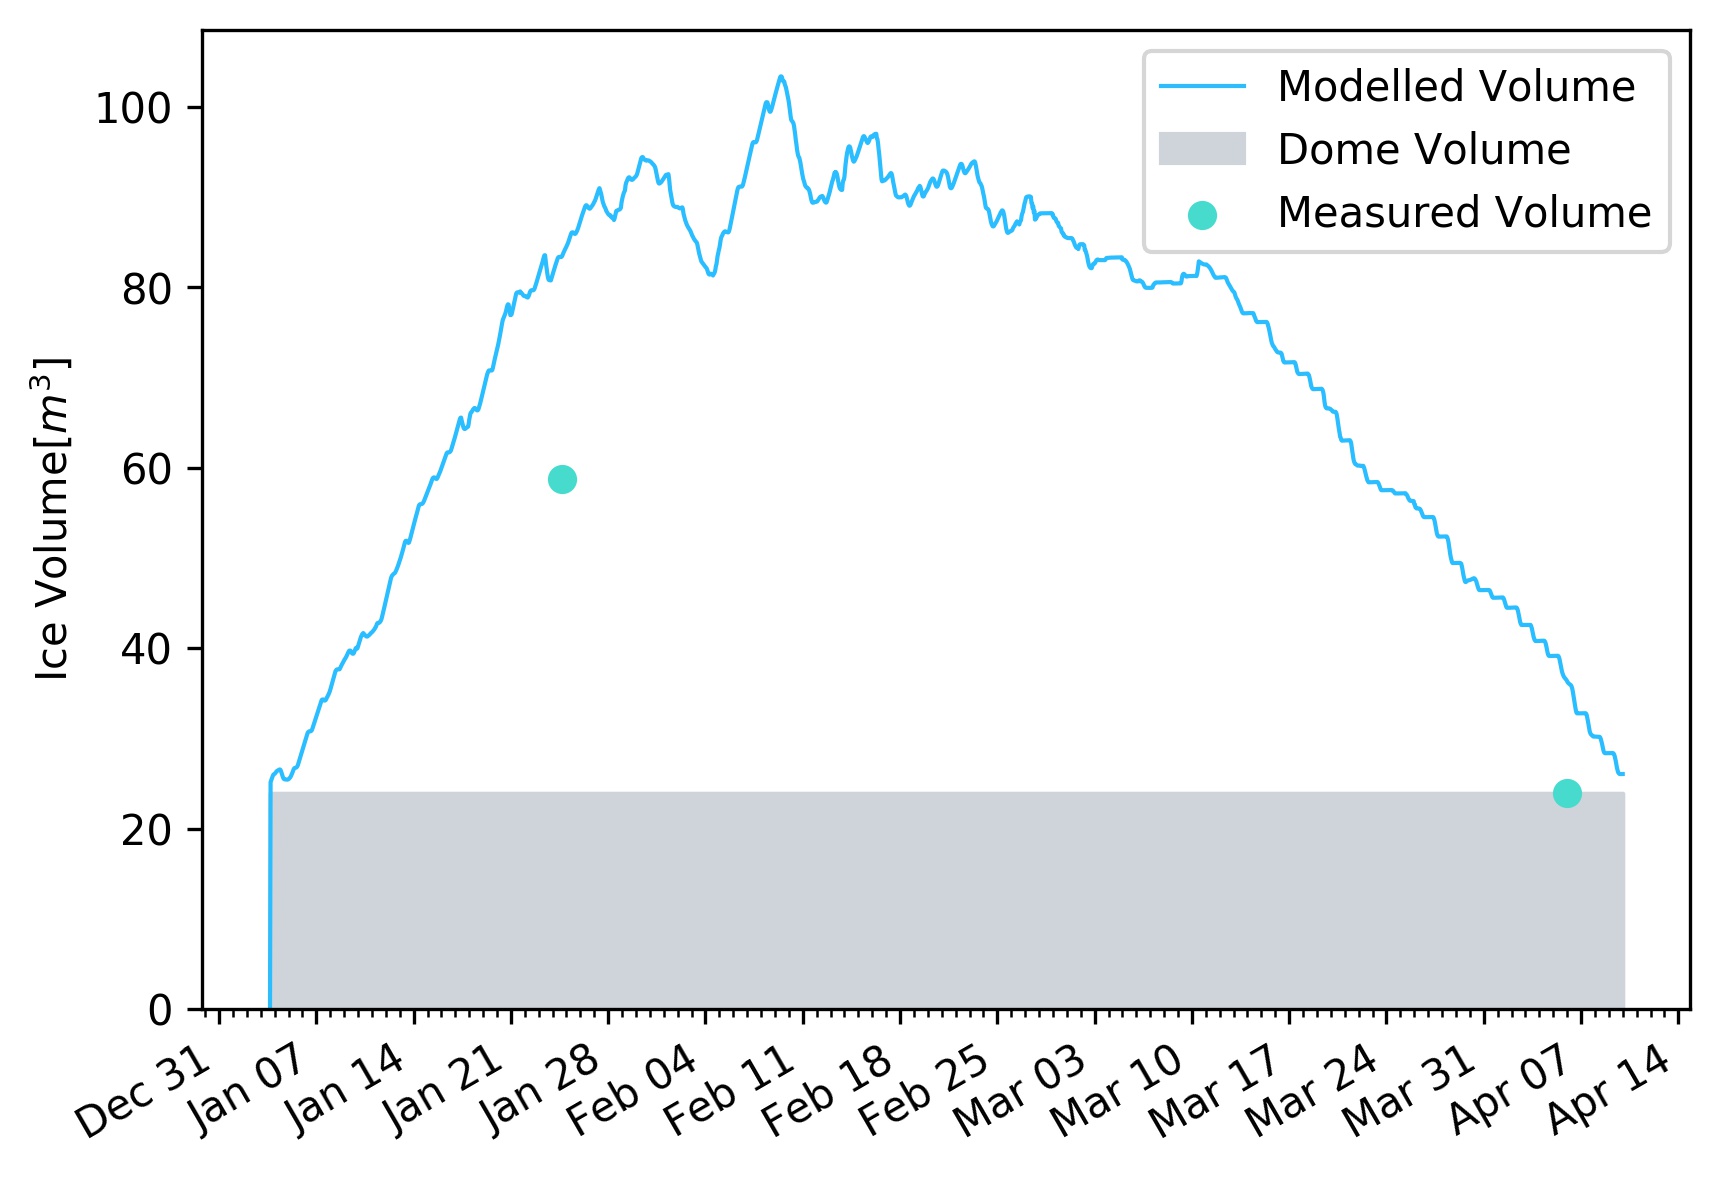 Modelled Volume
Dome Volume
Measured Volume
Ice Volume[m³]
100
80
60
40
20
0
Dec 31
Jan 07
Jan 14
Jan 21
Jan 28
Feb 04
Feb 11
Feb 18
Feb 25
Mar 03
Mar 10
Mar 17
Mar 24
Mar 31
Apr 07
Apr 14